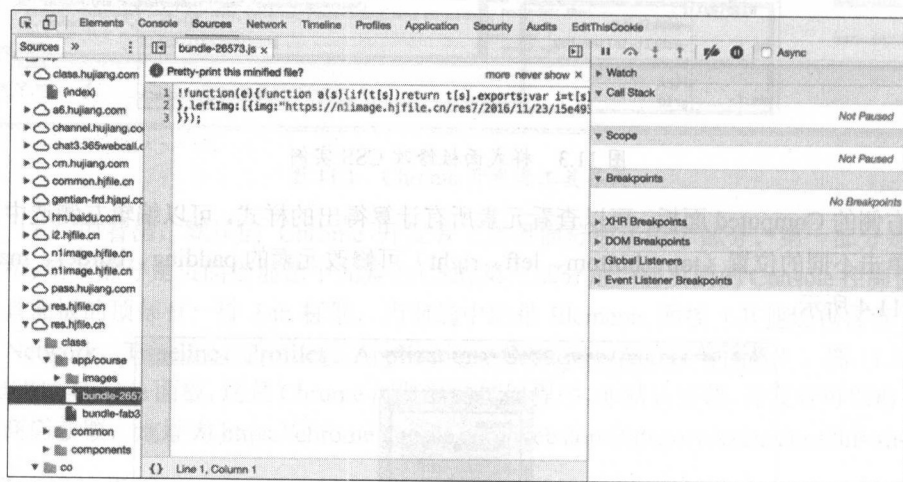 Elements Console Sources Network Timeline Profiles Application Security Audits EditThisCookie
Sources »
bundle-26573.js ×
Async
Pretty-print this minified file?
more never show ×
class.hujiang.com
(index)
a6.hujiang.com
channel.hujiang.co
chat3.365webcall.c
cm.hujiang.com
common.hjfile.cn
gentian-frd.hjapi.cc
hm.baidu.com
i2.hjfile.cn
n1image.hjfile.cn
n1image.hjfile.cn
pass.hujiang.com
res.hjfile.cn
res.hjfile.cn
class
app/course
images
bundle-2657
bundle-fab3
common
components
co
1 !function(e){function a(s){if(t[s])return t[s].exports;var i=t[s]
2 },leftImg:[{img:"https://n1image.hjfile.cn/res7/2016/11/23/15e49
3 }});
{} Line 1, Column 1
Watch
Call Stack
Not Paused
Scope
Not Paused
Breakpoints
No Breakpoints
XHR Breakpoints
DOM Breakpoints
Global Listeners
Event Listener Breakpoints